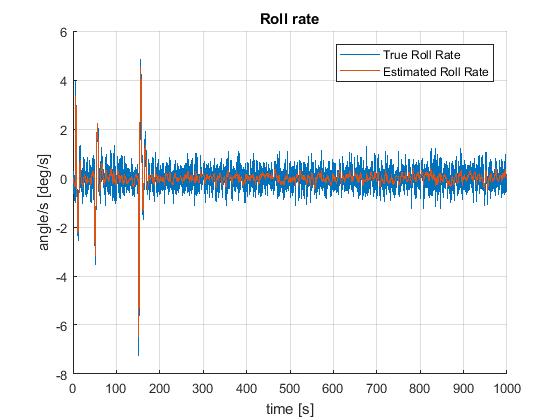 Roll rate
True Roll Rate
Estimated Roll Rate
6
4
2
0
-2
-4
-6
-8
angle/s [deg/s]
0 100 200 300 400 500 600 700 800 900 1000
time [s]